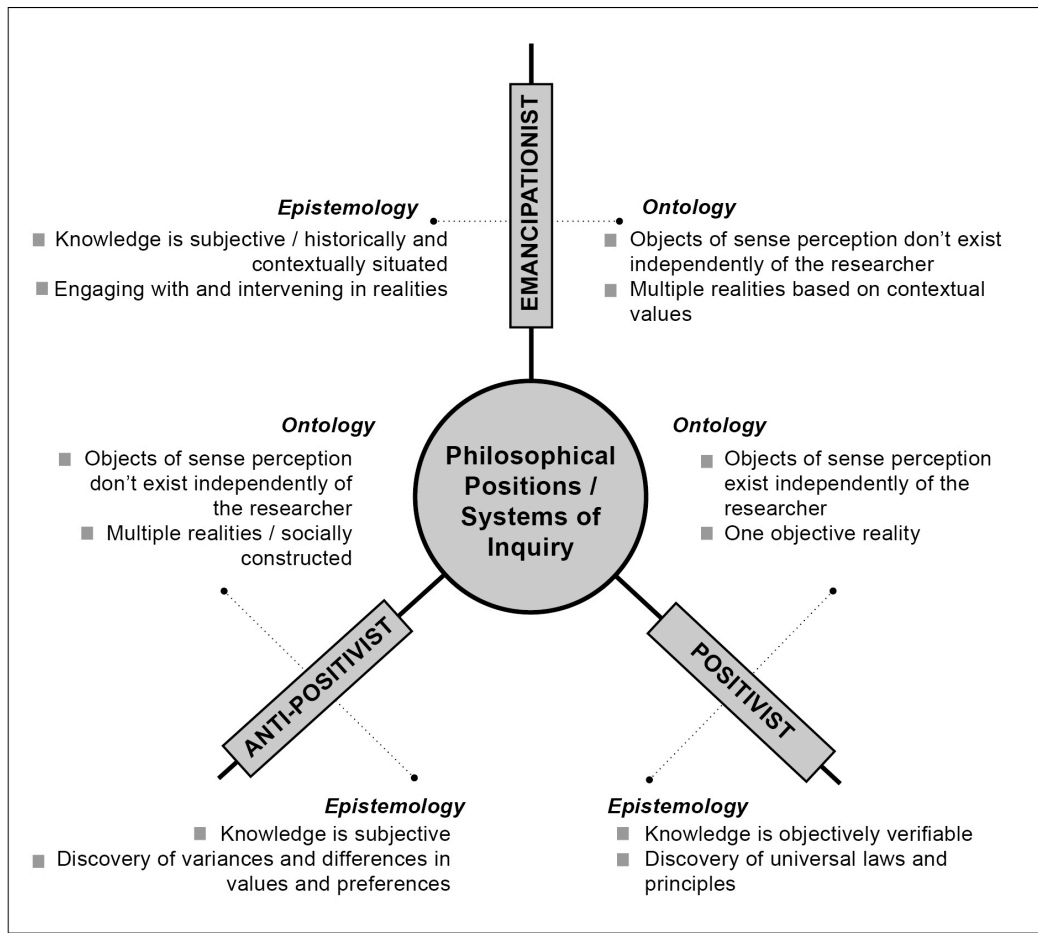 EMANCIPATIONIST
Epistemology
Knowledge is subjective / historically and
contextually situated
Engaging with and intervening in realities
Ontology
Objects of sense perception don't exist
independently of the researcher
Multiple realities based on contextual
values
Philosophical
Positions /
Systems of
Inquiry
Ontology
Objects of sense perception
don't exist independently of
the researcher
Multiple realities / socially
constructed
Ontology
Objects of sense perception
exist independently of the
researcher
One objective reality
ANTI-POSITIVIST
POSITIVIST
Epistemology
Knowledge is subjective
Discovery of variances and differences in
values and preferences
Epistemology
Knowledge is objectively verifiable
Discovery of universal laws and
principles